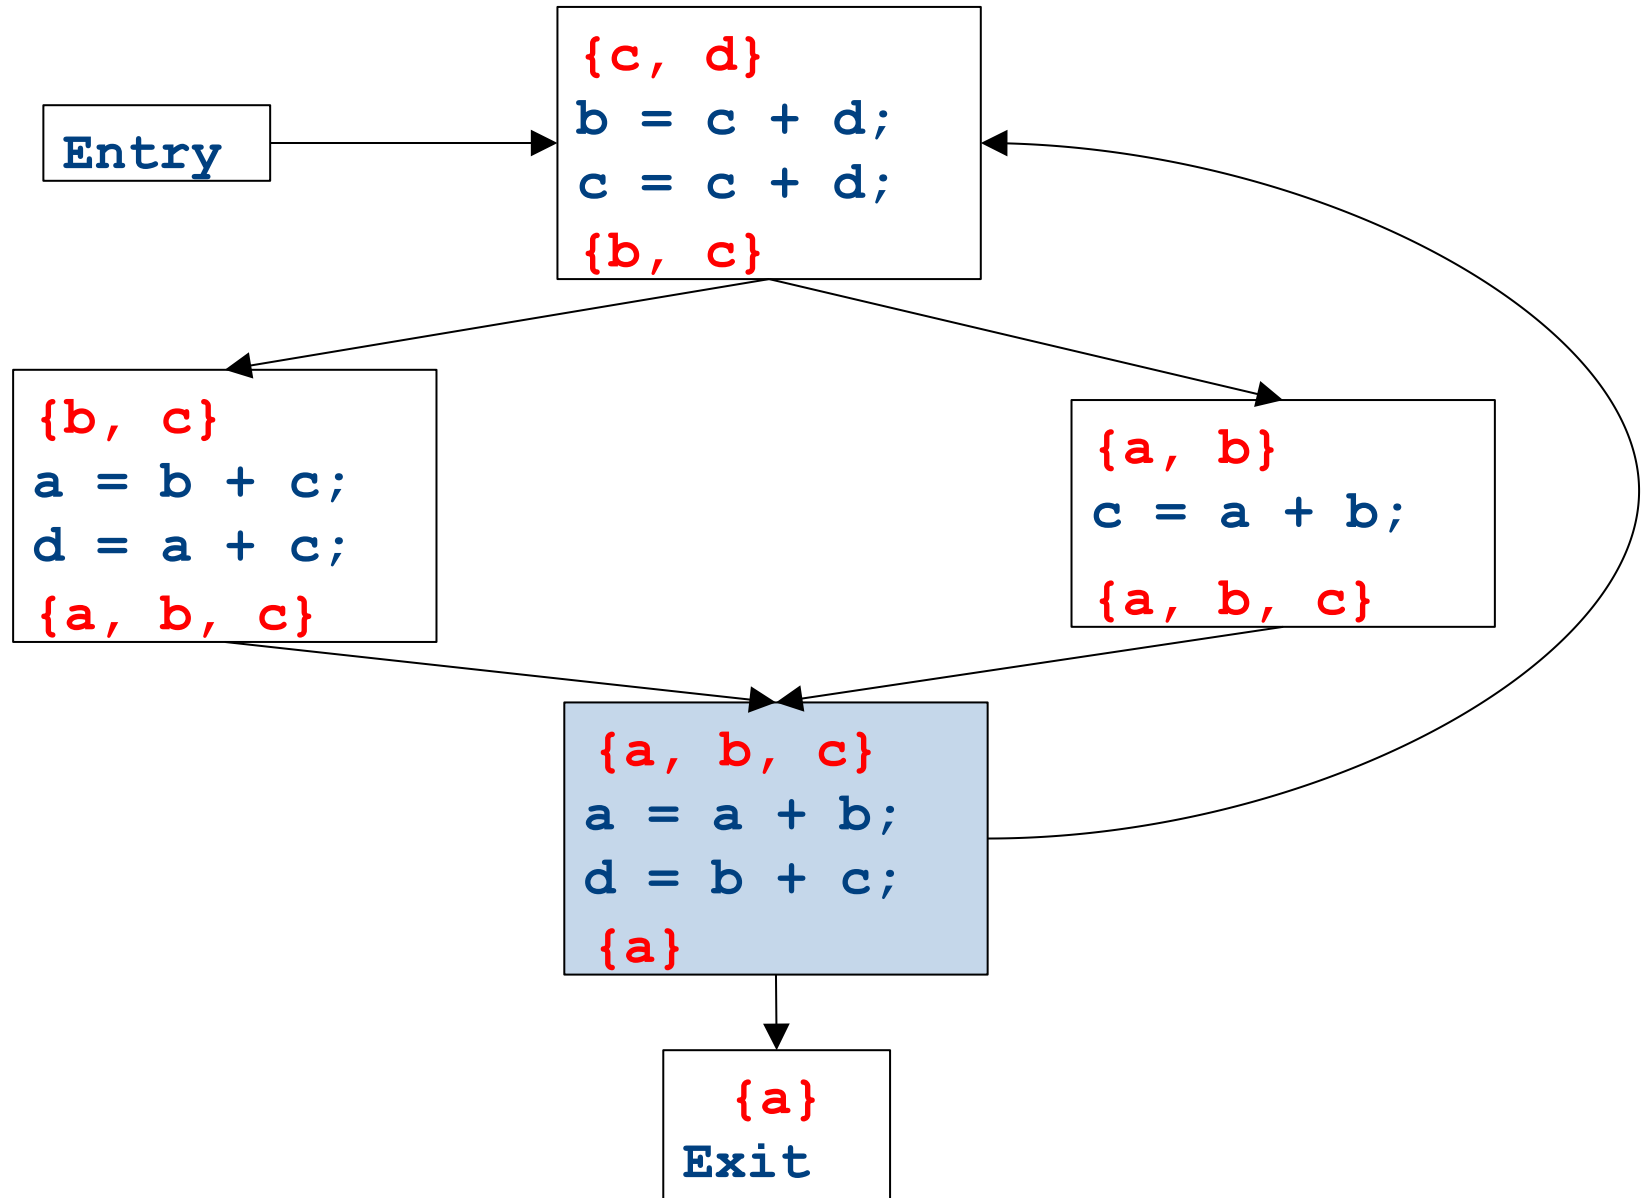 {c, d}
b = c + d;
c = c + d;
{b, c}
Entry
{b, c}
a = b + c;
d = a + c;
{a, b, c}
{a, b}
c = a + b;
{a, b, c}
{a, b, c}
a = a + b;
d = b + c;
{a}
{a}
Exit